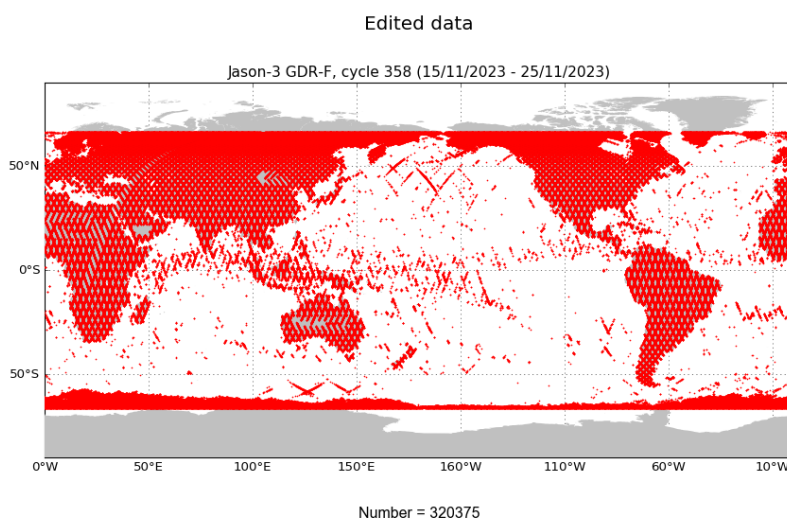 Edited data
Jason-3 GDR-F, cycle 358 (15/11/2023 - 25/11/2023)
50°N
0°S
50°S
0°W 50°E 100°E 150°E 160°W 110°W 60°W 10°W
Number = 320375